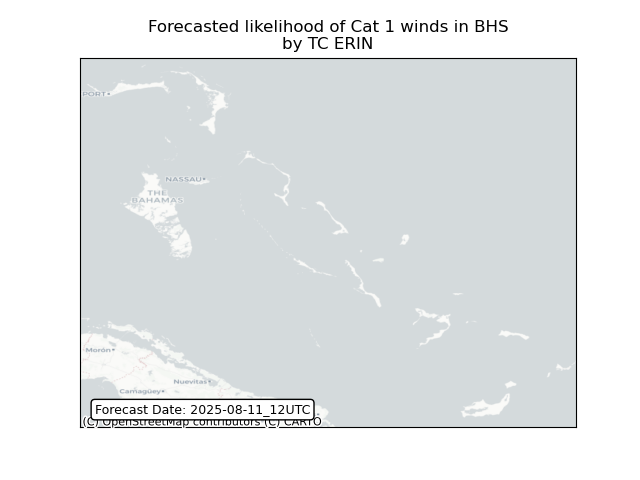 Forecasted likelihood of Cat 1 winds in BHS
by TC ERIN
PORT
NASSAU
THE
BAHAMAS
Morón
Nuevitas
Camagüey
Forecast Date: 2025-08-11_12UTC
(C) OpenStreetMap contributors (C) CARTO